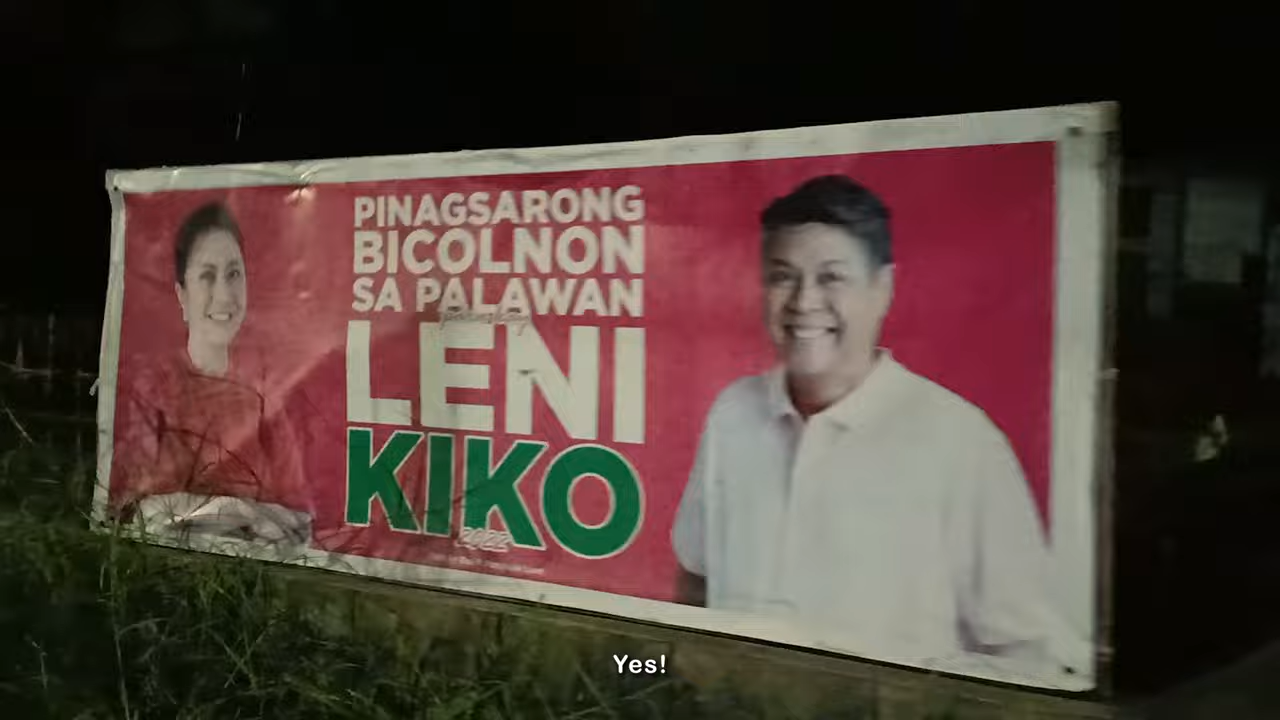 PINAGSARONG
BICOLNON
SA PALAWAN
LENI
KIKO
2022
Yes!